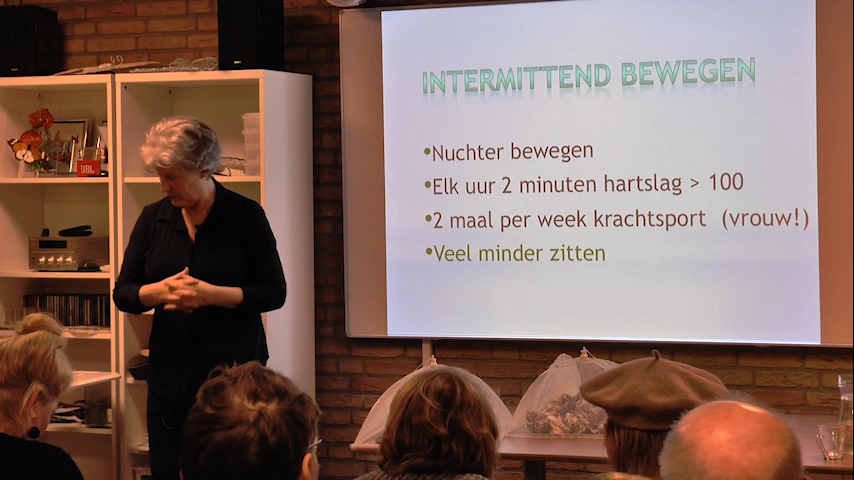 INTERMITTEND BEWEGEN
•Nuchter bewegen
•Elk uur 2 minuten hartslag > 100
•2 maal per week krachtsport (vrouw!)
•Veel minder zitten
JBL